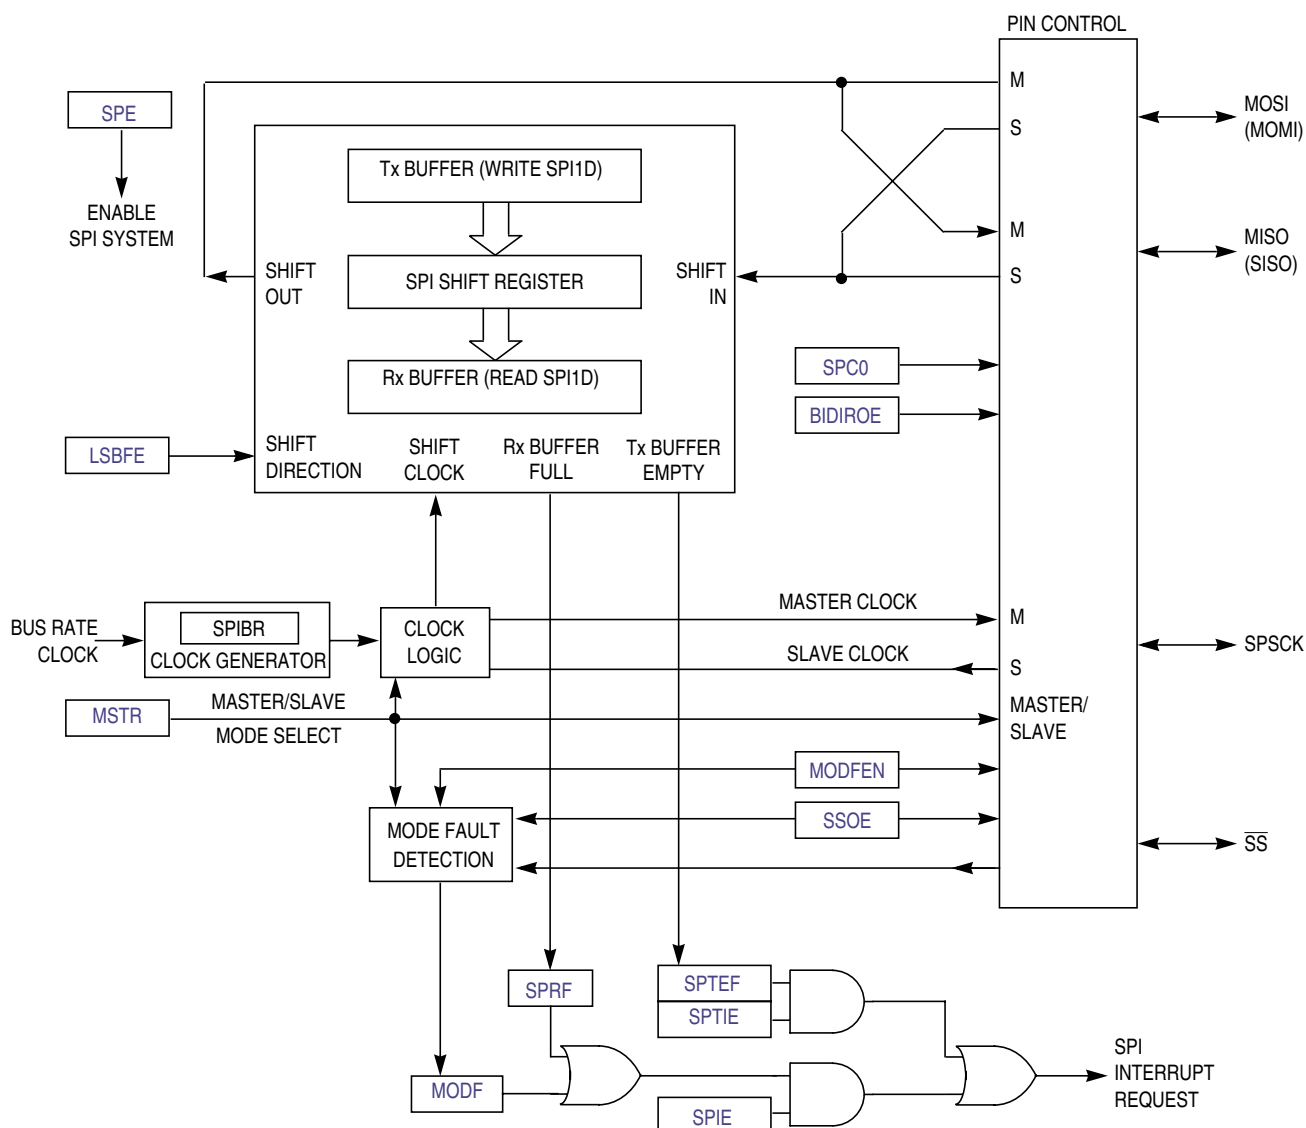 PIN CONTROL
M
SPE
MOSI
(MOMI)
S
Tx BUFFER (WRITE SPI1D)
ENABLE
SPI SYSTEM
M
MISO
(SISO)
SHIFT
OUT
SPI SHIFT REGISTER
SHIFT
IN
S
SPC0
Rx BUFFER (READ SPI1D)
BIDIROE
LSBFE
SHIFT
DIRECTION
SHIFT
CLOCK
Rx BUFFER
FULL
Tx BUFFER
EMPTY
MASTER CLOCK
M
BUS RATE
CLOCK
SPIBR
CLOCK GENERATOR
CLOCK
LOGIC
SPSCK
SLAVE CLOCK
S
MSTR
MASTER/SLAVE
MODE SELECT
MASTER/
SLAVE
MODFEN
SSOE
MODE FAULT
DETECTION
SS
SPRF
SPTEF
SPTIE
MODF
SPIE
SPI
INTERRUPT
REQUEST